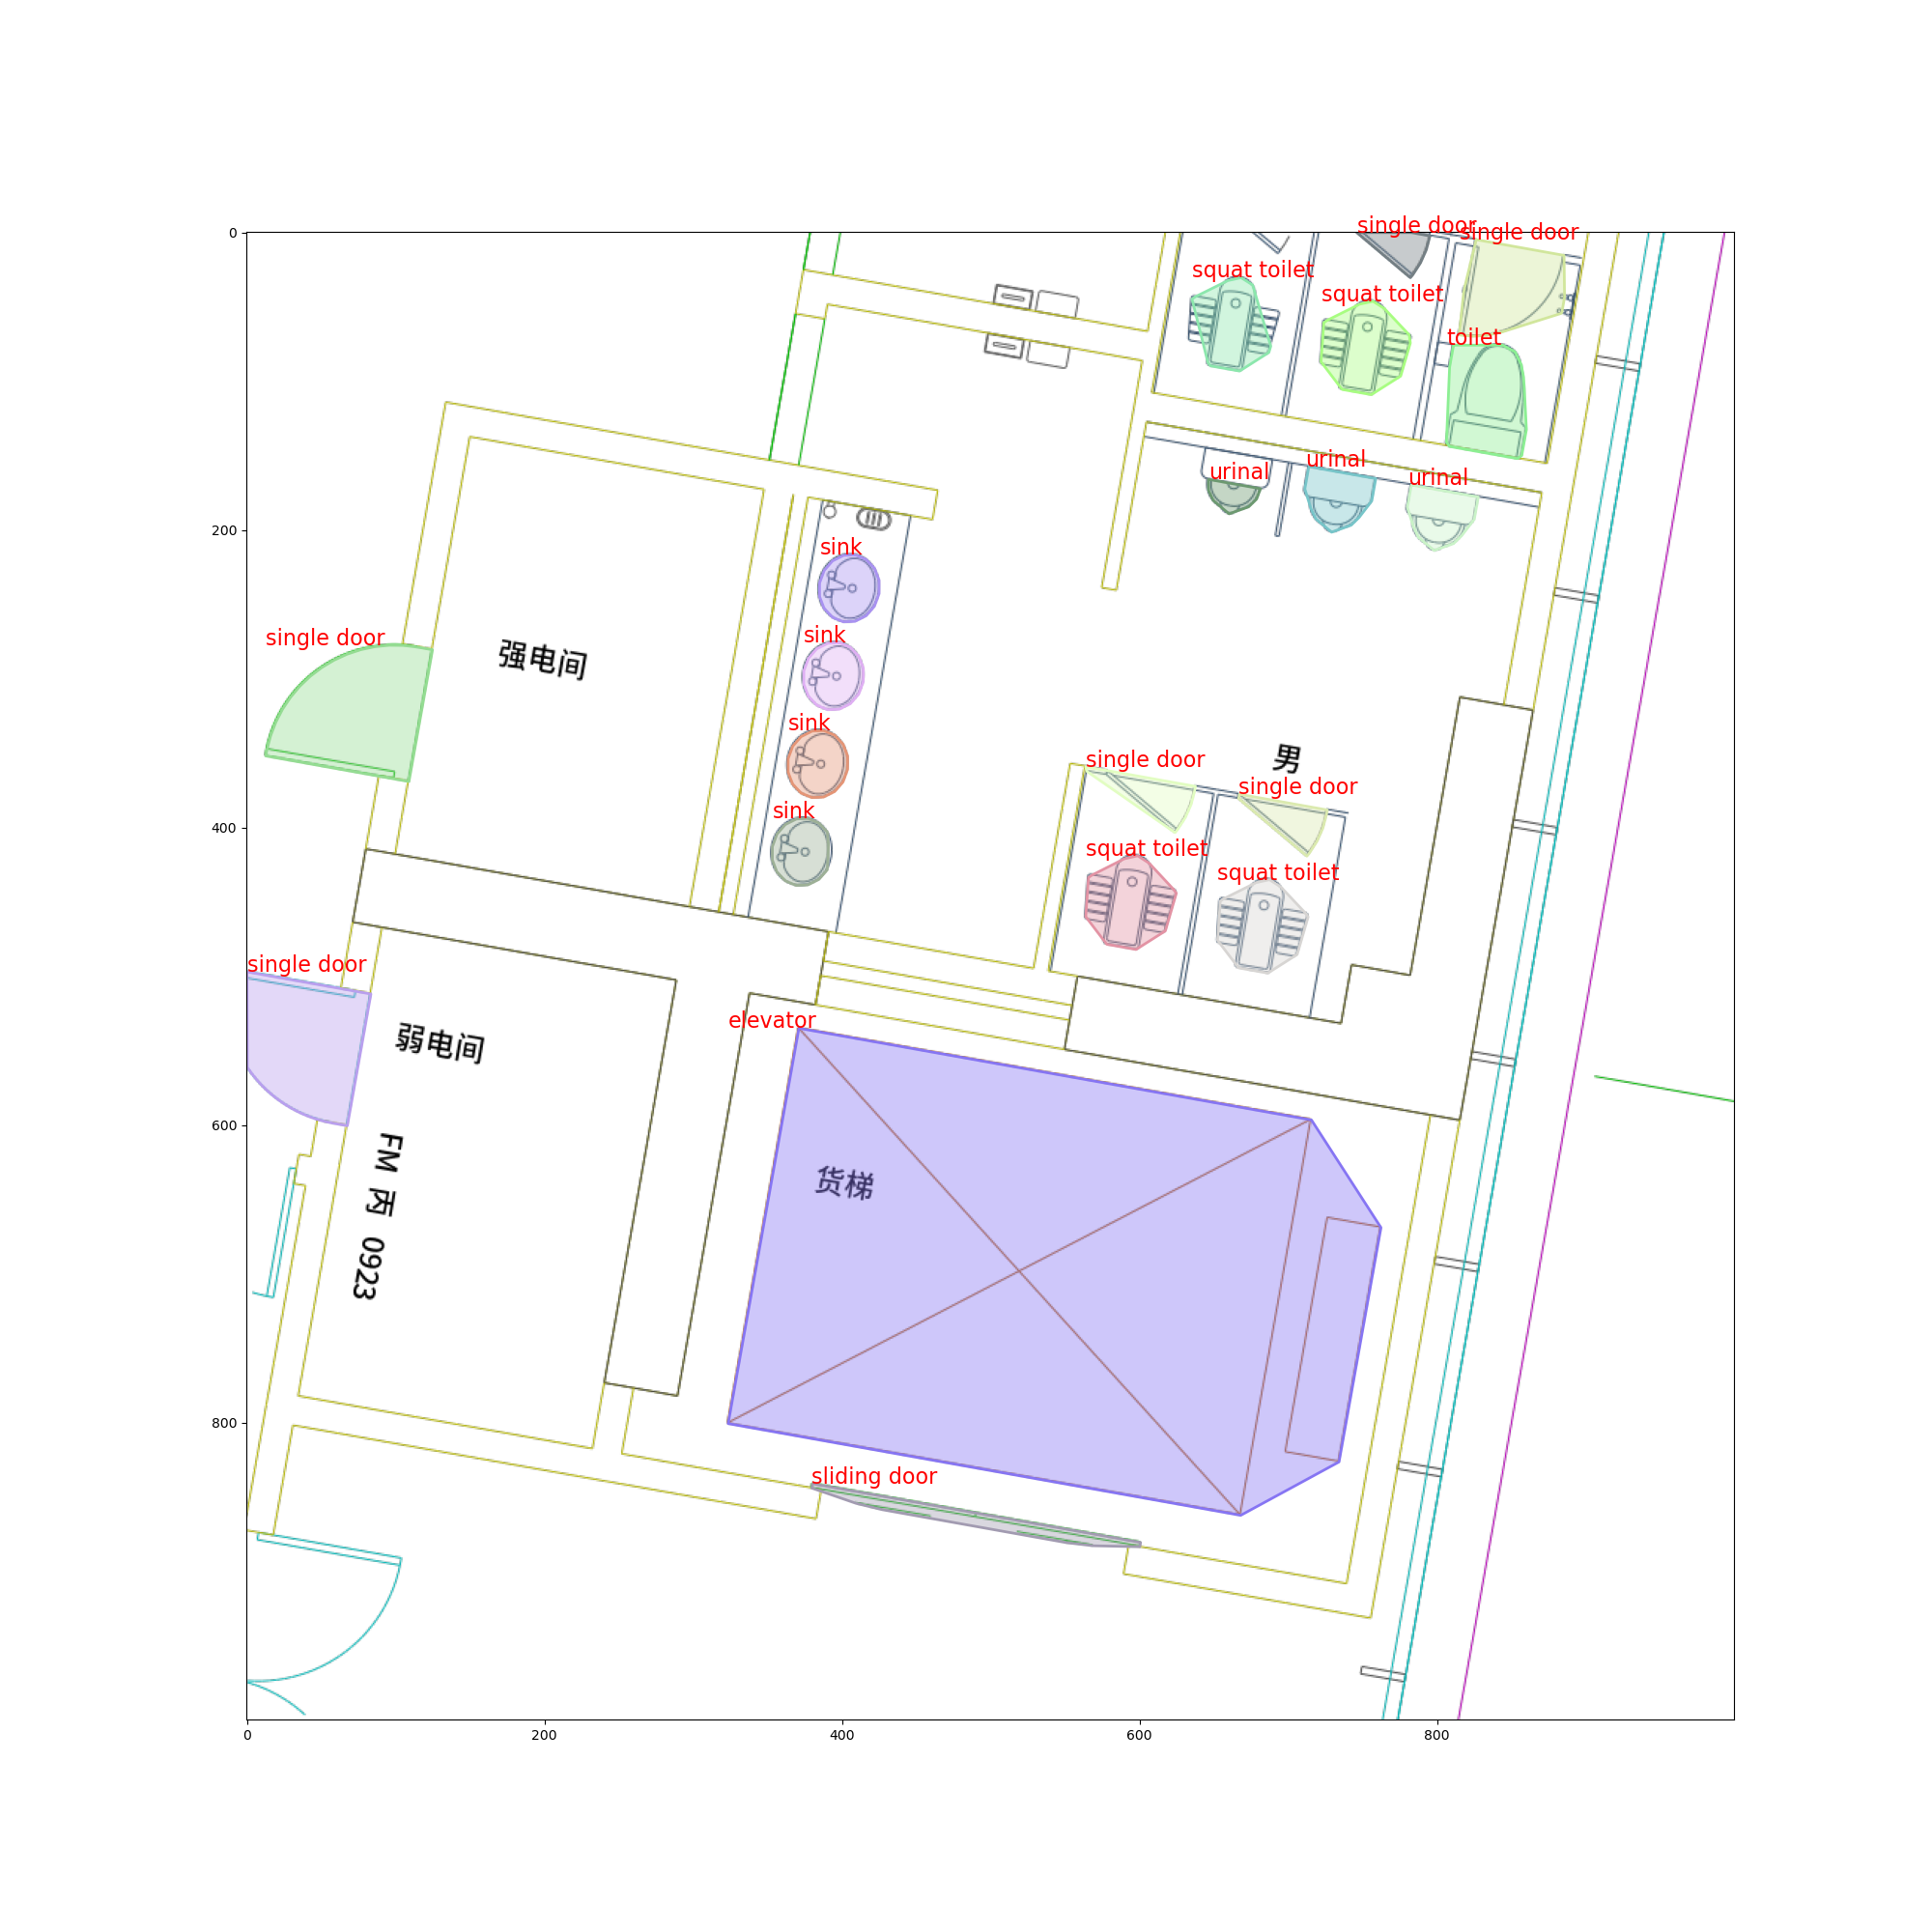 single door
single door
0
squat toilet
squat toilet
toilet
urinal
urinal
urinal
200
sink
single door
sink
强电间
sink
男
single door
single door
sink
400
squat toilet
squat toilet
single door
elevator
弱电间
600
FM 丙 0923
货梯
800
sliding door
0
200
400
600
800